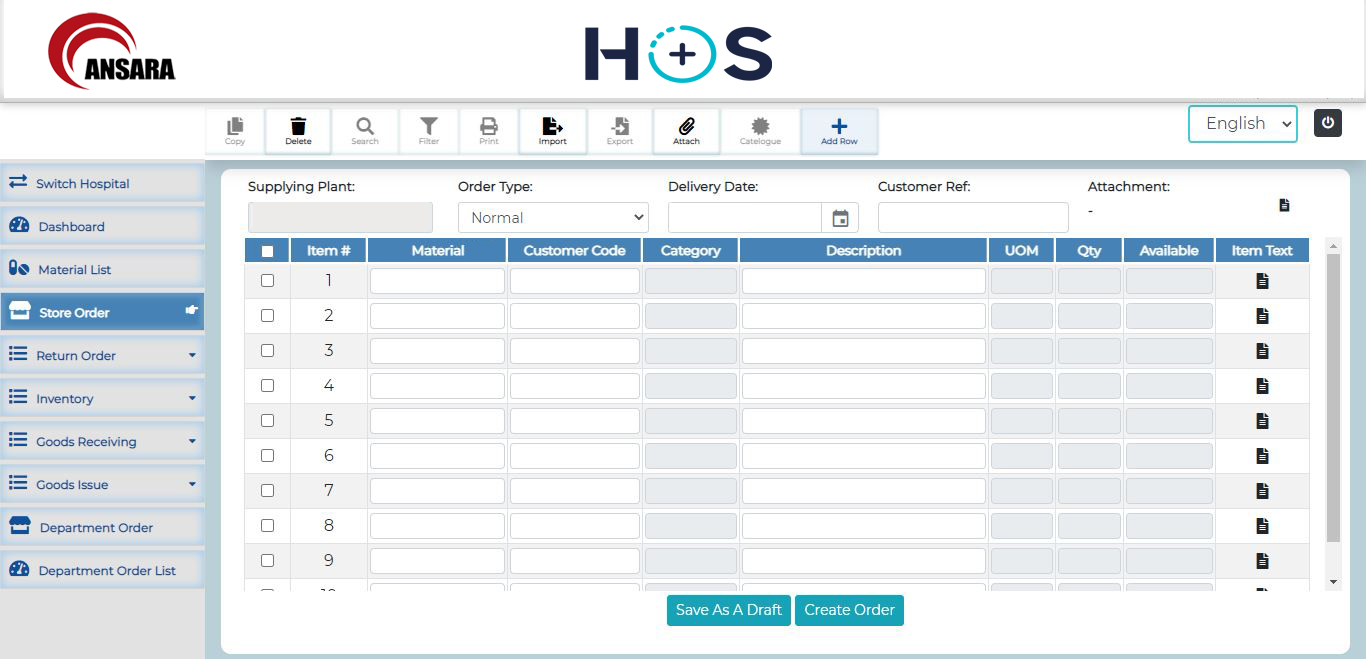 ANSARA
H+S
Copy Delete Search Filter Print Import Export Attach Catelogue Add Row
English
Switch Hospital
Dashboard
Material List
Store Order
Return Order
Inventory
Goods Receiving
Goods Issue
Department Order
Department Order List
Supplying Plant: Order Type: Delivery Date: Customer Ref: Attachment:
Normal -
Item # Material Customer Code Category Description UOM Qty Available Item Text
1
2
3
4
5
6
7
8
9
Save As A Draft Create Order